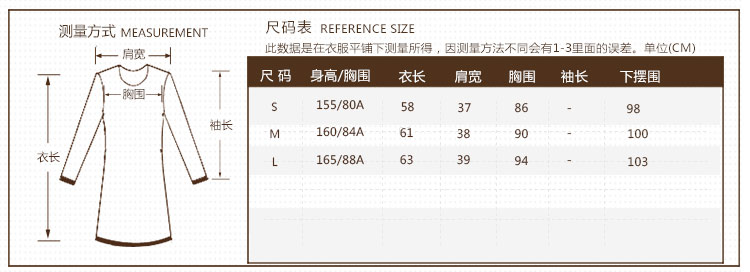 测量方式 MEASUREMENT
肩宽
胸围
袖长
衣长
尺码表 REFERENCE SIZE
此数据是在衣服平铺下测量所得，因测量方法不同会有1-3里面的误差。单位(CM)
尺 码 身高/胸围 衣长 肩宽 胸围 袖长 下摆围
S 155/80A 58 37 86 - 98
M 160/84A 61 38 90 - 100
L 165/88A 63 39 94 - 103